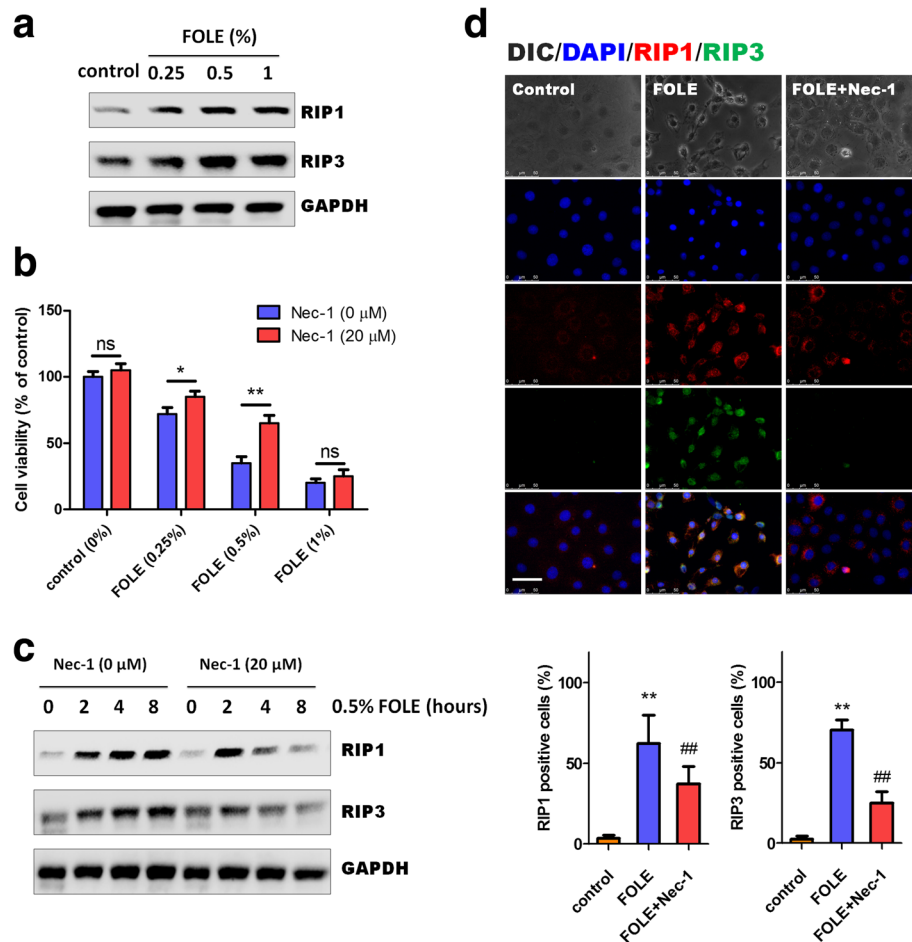 a
FOLE (%)
control 0.25 0.5 1
RIP1
RIP3
GAPDH
b
Cell viability (% of control)
150
100
50
0
Nec-1 (0 µM)
Nec-1 (20 µM)
ns
*
**
ns
control (0%)
FOLE (0.25%)
FOLE (0.5%)
FOLE (1%)
c
Nec-1 (0 µM) Nec-1 (20 µM)
0 2 4 8 0 2 4 8 0.5% FOLE (hours)
RIP1
RIP3
GAPDH
d
DIC/DAPI/RIP1/RIP3
Control FOLE FOLE+Nec-1
RIP1 positive cells (%)
100
50
0
**
##
control
FOLE
FOLE+Nec-1
RIP3 positive cells (%)
100
50
0
**
##
control
FOLE
FOLE+Nec-1